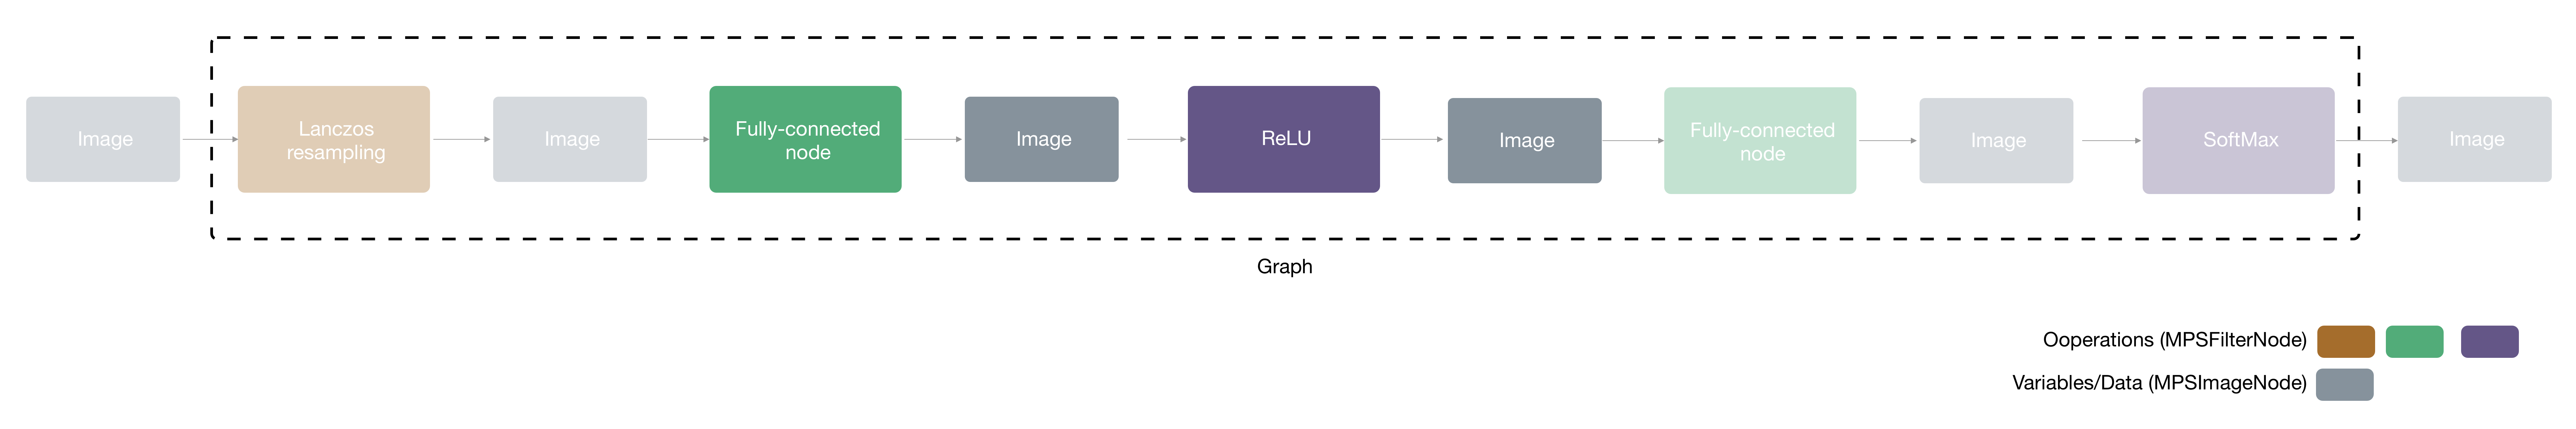 Image
Lanczos
resampling
Image
Fully-connected
node
Image
ReLU
Image
Fully-connected
node
Image
SoftMax
Image
Graph
Ooperations (MPSFilterNode)
Variables/Data (MPSImageNode)